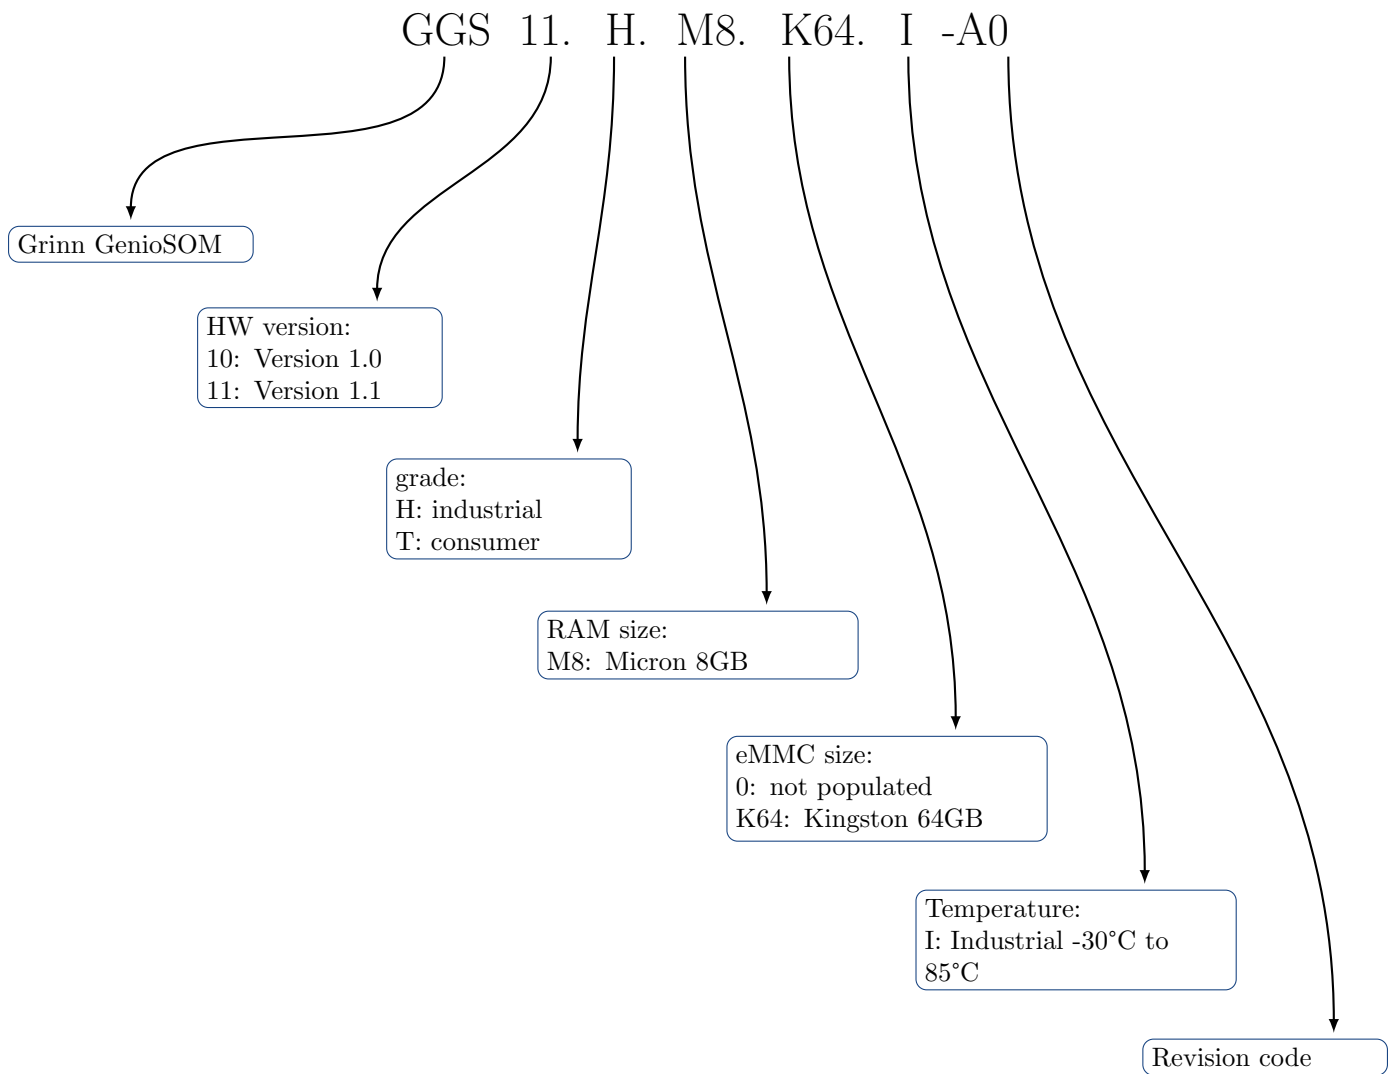 GGS 11. H. M8. K64. I -A0
Grinn GenioSOM
HW version:
10: Version 1.0
11: Version 1.1
grade:
H: industrial
T: consumer
RAM size:
M8: Micron 8GB
eMMC size:
0: not populated
K64: Kingston 64GB
Temperature:
I: Industrial -30°C to
85°C
Revision code